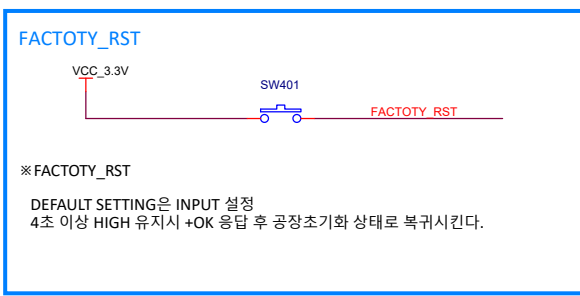 FACTOTY_RST
VCC_3.3V
SW401
FACTOTY_RST
※FACTOTY_RST
DEFAULT SETTING은 INPUT 설정
4초 이상 HIGH 유지시 +OK 응답 후 공장초기화 상태로 복귀시킨다.